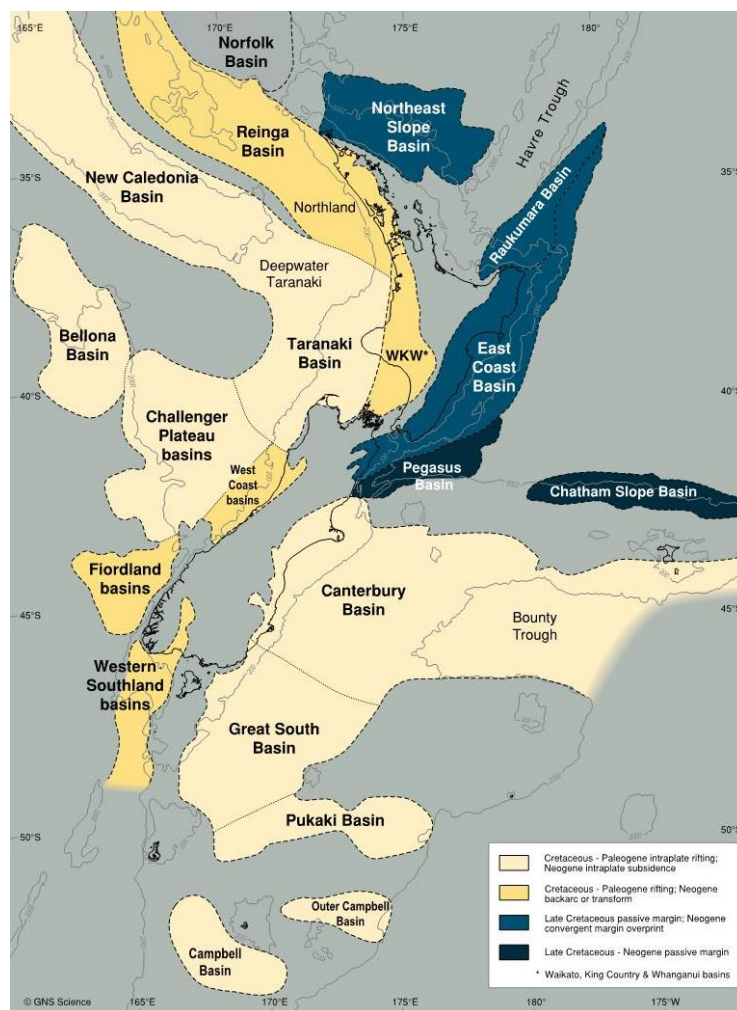 165°E
170°E
175°E
180°
Norfolk
Basin
Reinga
Basin
Northeast
Slope
Basin
Havre Trough
35°S
35°
New Caledonia
Basin
Northland
Raukumara Basin
Deepwater
Taranaki
Bellona
Basin
Taranaki
Basin
WKW*
East
Coast
Basin
40°S
40°S
Challenger
Plateau
basins
West
Coast
basins
Pegasus
Basin
Chatham Slope Basin
Fiordland
basins
Canterbury
Basin
Bounty
Trough
45°S
45°S
Western
Southland
basins
Great South
Basin
Pukaki Basin
50°S
50°S
Outer Campbell
Basin
Campbell
Basin
Cretaceous - Paleogene intraplate rifting;
Neogene intraplate subsidence
Cretaceous - Paleogene rifting; Neogene
backarc or transform
Late Cretaceous passive margin; Neogene
convergent margin overprint
Late Cretaceous - Neogene passive margin
* Waikato, King Country & Whanganui basins
© GNS Science
165°E
170°E
175°E
180°
175°W